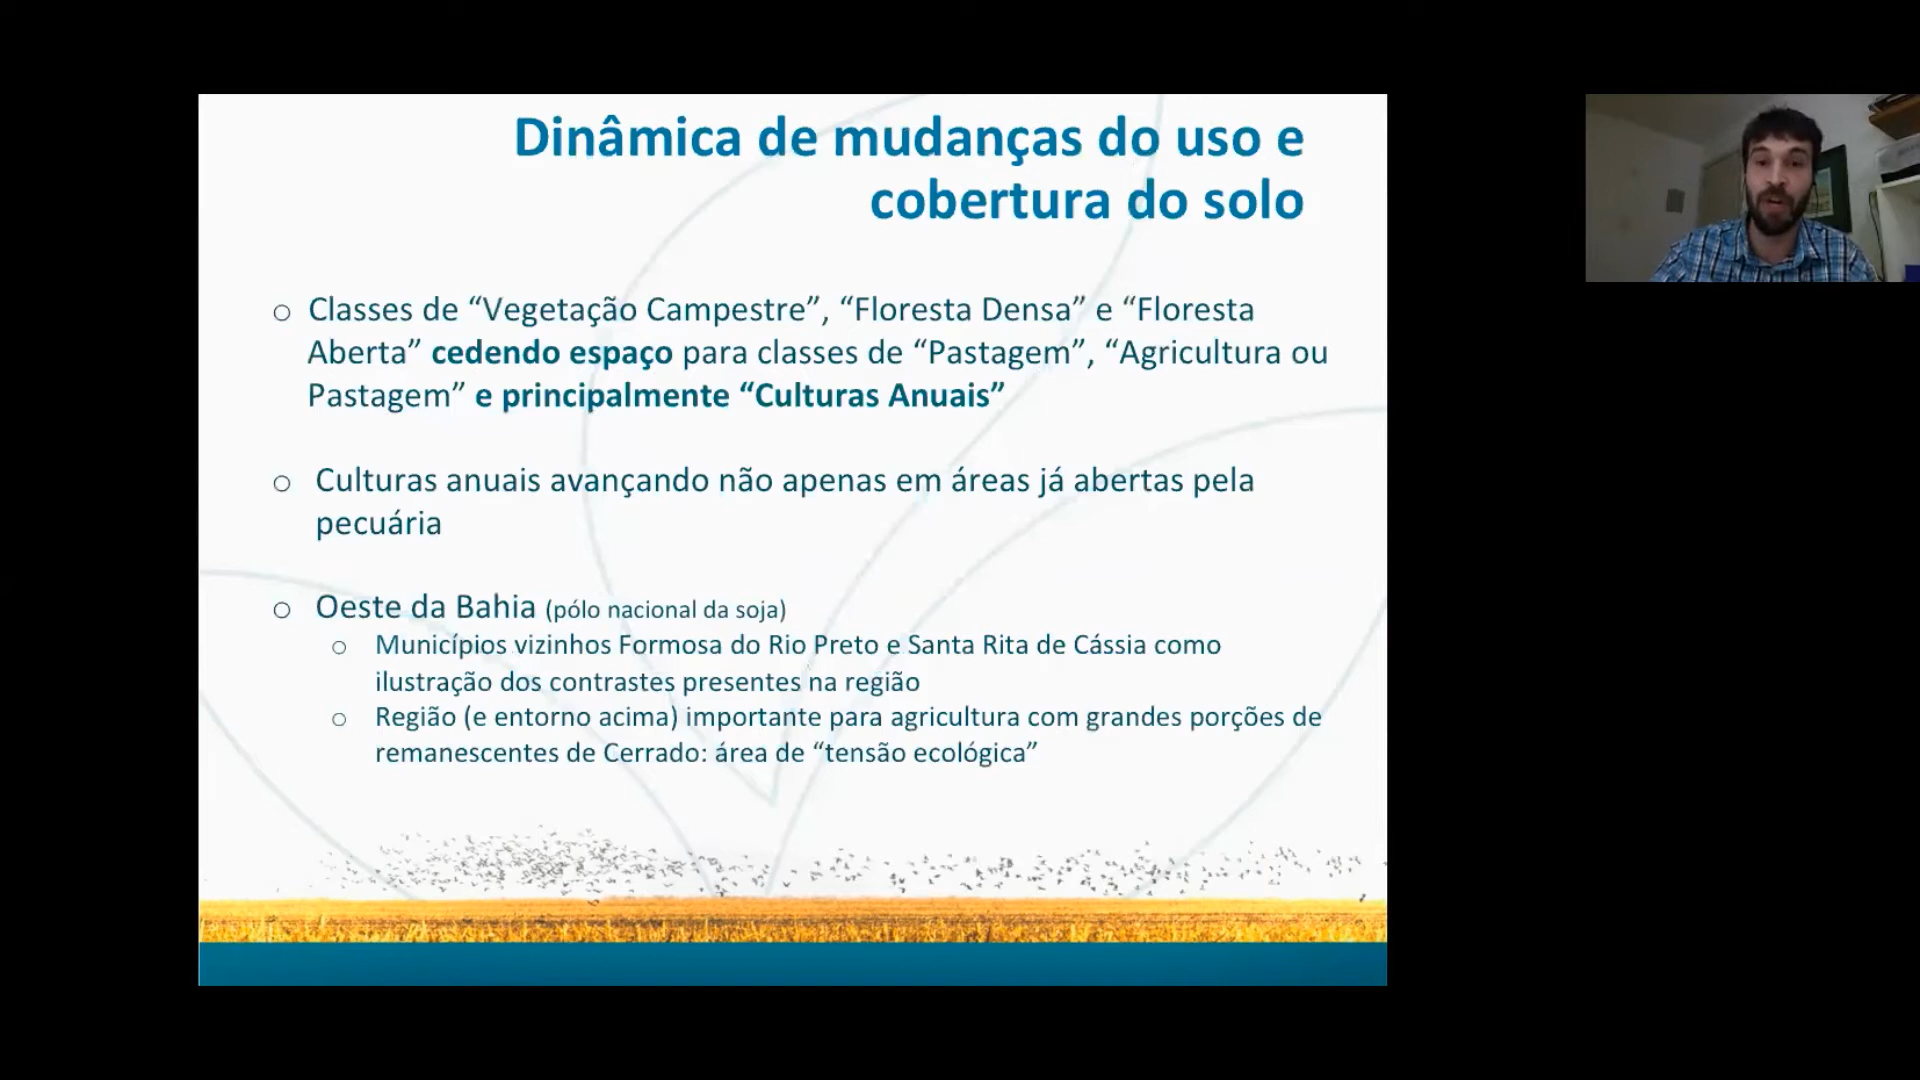 Dinâmica de mudanças do uso e
cobertura do solo
o Classes de “Vegetação Campestre”, “Floresta Densa” e “Floresta
Aberta” cedendo espaço para classes de “Pastagem”, “Agricultura ou
Pastagem” e principalmente “Culturas Anuais”
o Culturas anuais avançando não apenas em áreas já abertas pela
pecuária
o Oeste da Bahia (pólo nacional da soja)
o Municípios vizinhos Formosa do Rio Preto e Santa Rita de Cássia como
ilustração dos contrastes presentes na região
o Região (e entorno acima) importante para agricultura com grandes porções de
remanescentes de Cerrado: área de “tensão ecológica”